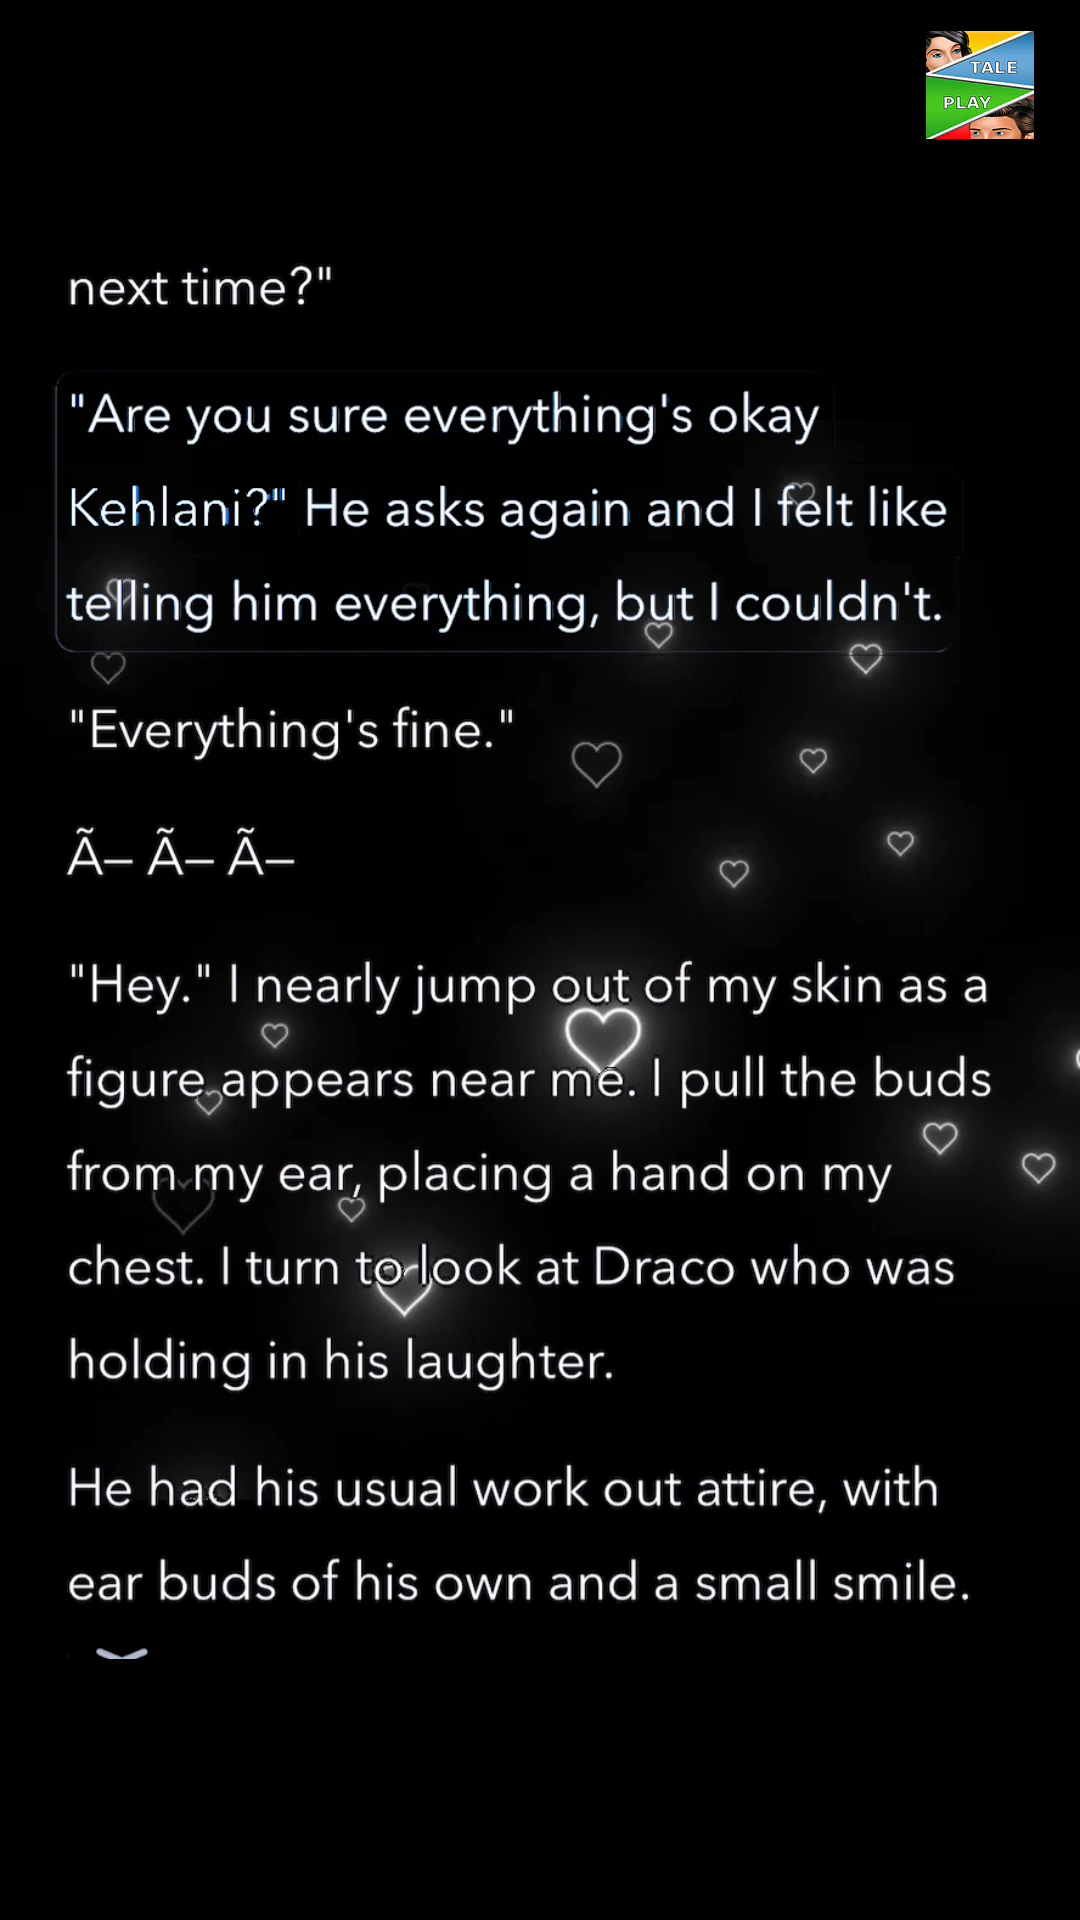 TALE
PLAY
next time?"
"Are you sure everything's okay
Kehlani?" He asks again and I felt like
telling him everything, but I couldn't.
"Everything's fine."
Ã– Ã– Ã–
"Hey." I nearly jump out of my skin as a
figure appears near me. I pull the buds
from my ear, placing a hand on my
chest. I turn to look at Draco who was
holding in his laughter.
He had his usual work out attire, with
ear buds of his own and a small smile.